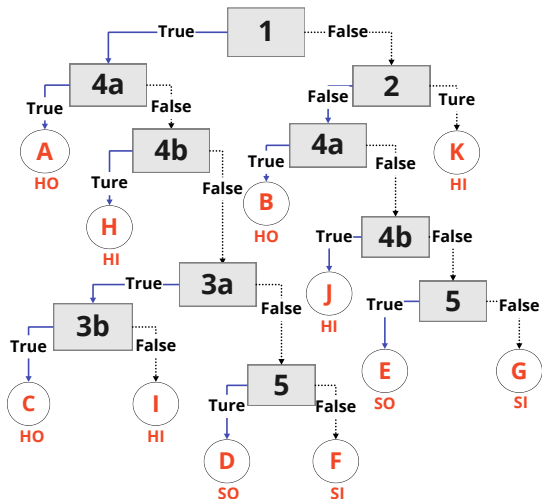 1
True
False
4a
2
True
False
False
Ture
A
HO
4b
4a
K
HI
Ture
False
True
False
H
HI
B
HO
4b
True
False
3a
J
HI
5
True
False
True
False
3b
True
False
5
E
SO
G
SI
C
HO
I
HI
Ture
False
D
SO
F
SI